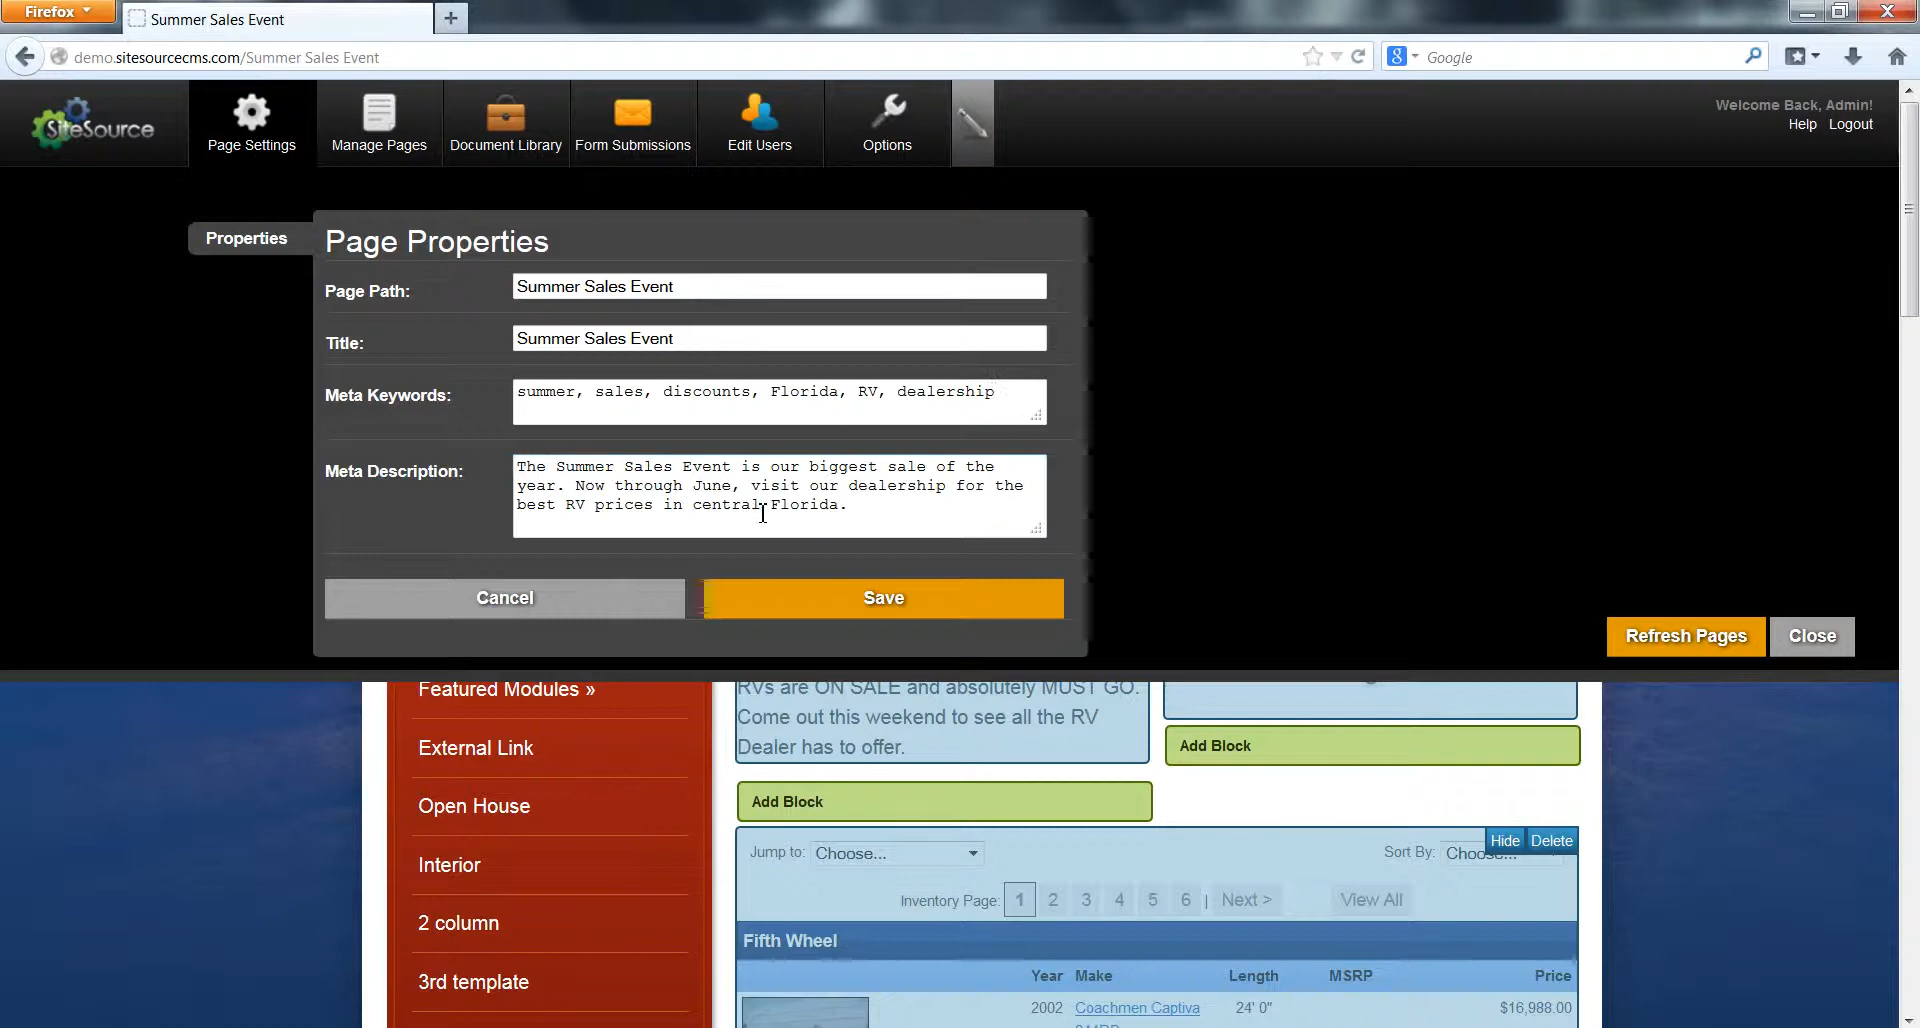 Firefox
Summer Sales Event
demo.sitesourcecms.com/Summer Sales Event
Google
SiteSource
Page Settings
Manage Pages
Document Library
Form Submissions
Edit Users
Options
Welcome Back, Admin!
Help Logout
Properties
Page Properties
Page Path:
Summer Sales Event
Title:
Summer Sales Event
Meta Keywords:
summer, sales, discounts, Florida, RV, dealership
Meta Description:
The Summer Sales Event is our biggest sale of the
year. Now through June, visit our dealership for the
best RV prices in central Florida.
Cancel
Save
Refresh Pages
Close
Featured Modules »
External Link
Open House
Interior
2 column
3rd template
RVs are ON SALE and absolutely MUST GO.
Come out this weekend to see all the RV
Dealer has to offer.
Add Block
Add Block
Hide Delete
Jump to: Choose...
Sort By: Choose...
Inventory Page: 1 2 3 4 5 6 | Next > View All
Fifth Wheel
Year Make Length MSRP Price
2002 Coachmen Captiva 24' 0" $16,988.00